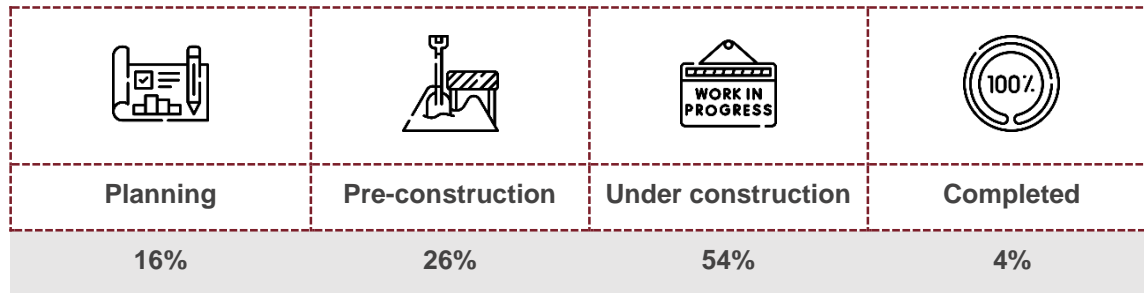 WORK IN
PROGRESS
100%
Planning
Pre-construction
Under construction
Completed
16%
26%
54%
4%